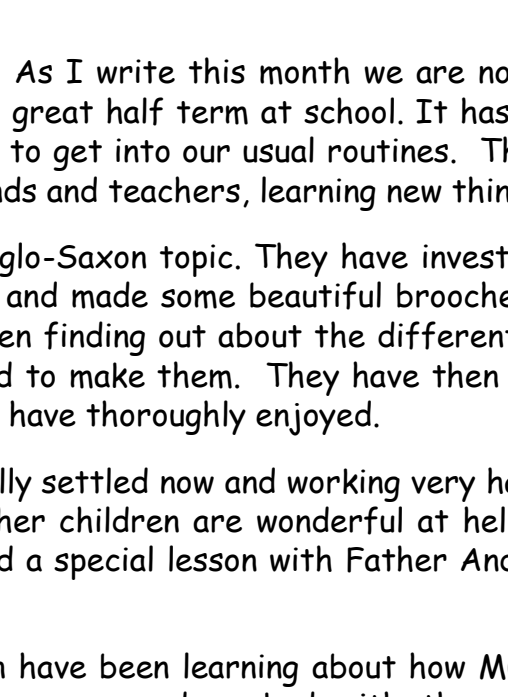 As I write this month we are no
great half term at school. It has
to get into our usual routines. Th
nds and teachers, learning new thin
glo-Saxon topic. They have invest
and made some beautiful brooche
en finding out about the different
d to make them. They have then
have thoroughly enjoyed.
lly settled now and working very ha
her children are wonderful at hel
d a special lesson with Father And
n have been learning about how M